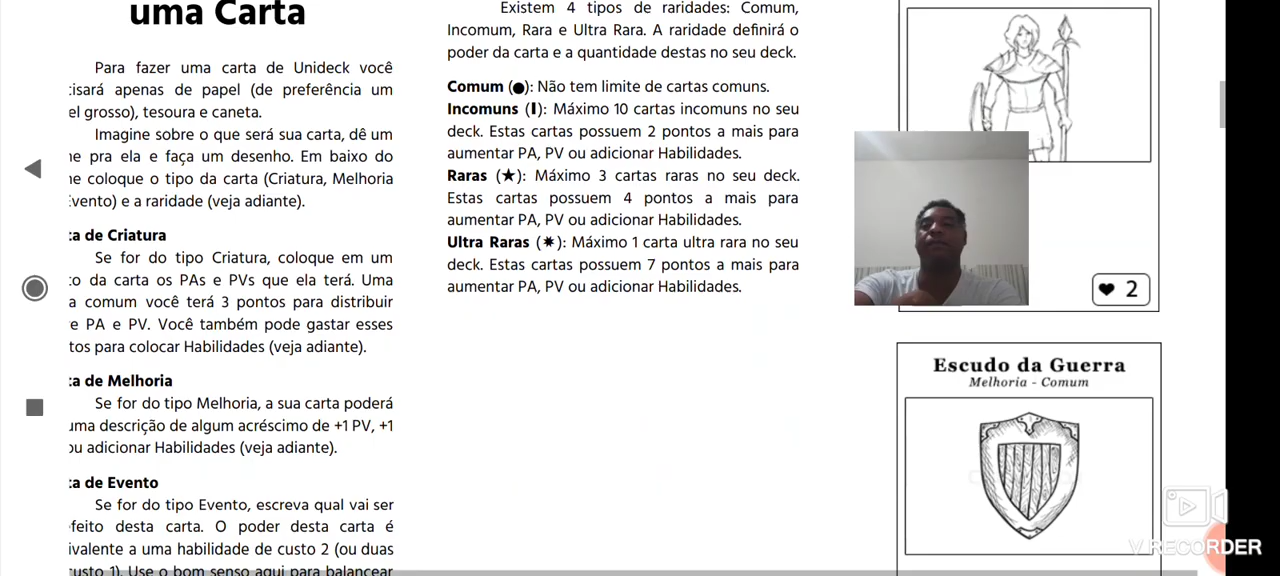 uma Carta
Para fazer uma carta de Unideck você
cisará apenas de papel (de preferência um
el grosso), tesoura e caneta.
Imagine sobre o que será sua carta, dê um
ne pra ela e faça um desenho. Em baixo do
ne coloque o tipo da carta (Criatura, Melhoria
Evento) e a raridade (veja adiante).
ta de Criatura
Se for do tipo Criatura, coloque em um
to da carta os PAs e PVs que ela terá. Uma
a comum você terá 3 pontos para distribuir
e PA e PV. Você também pode gastar esses
tos para colocar Habilidades (veja adiante).
ta de Melhoria
Se for do tipo Melhoria, a sua carta poderá
uma descrição de algum acréscimo de +1 PV, +1
ou adicionar Habilidades (veja adiante).
ta de Evento
Se for do tipo Evento, escreva qual vai ser
feito desta carta. O poder desta carta é
ivalente a uma habilidade de custo 2 (ou duas
custo 1). Use o bom senso aqui para balancear
Existem 4 tipos de raridades: Comum,
Incomum, Rara e Ultra Rara. A raridade definirá o
poder da carta e a quantidade destas no seu deck.
Comum (●): Não tem limite de cartas comuns.
Incomuns (I): Máximo 10 cartas incomuns no seu
deck. Estas cartas possuem 2 pontos a mais para
aumentar PA, PV ou adicionar Habilidades.
Raras (★): Máximo 3 cartas raras no seu deck.
Estas cartas possuem 4 pontos a mais para
aumentar PA, PV ou adicionar Habilidades.
Ultra Raras (✷): Máximo 1 carta ultra rara no seu
deck. Estas cartas possuem 7 pontos a mais para
aumentar PA, PV ou adicionar Habilidades.
♥ 2
Escudo da Guerra
Melhoria - Comum
V RECORDER